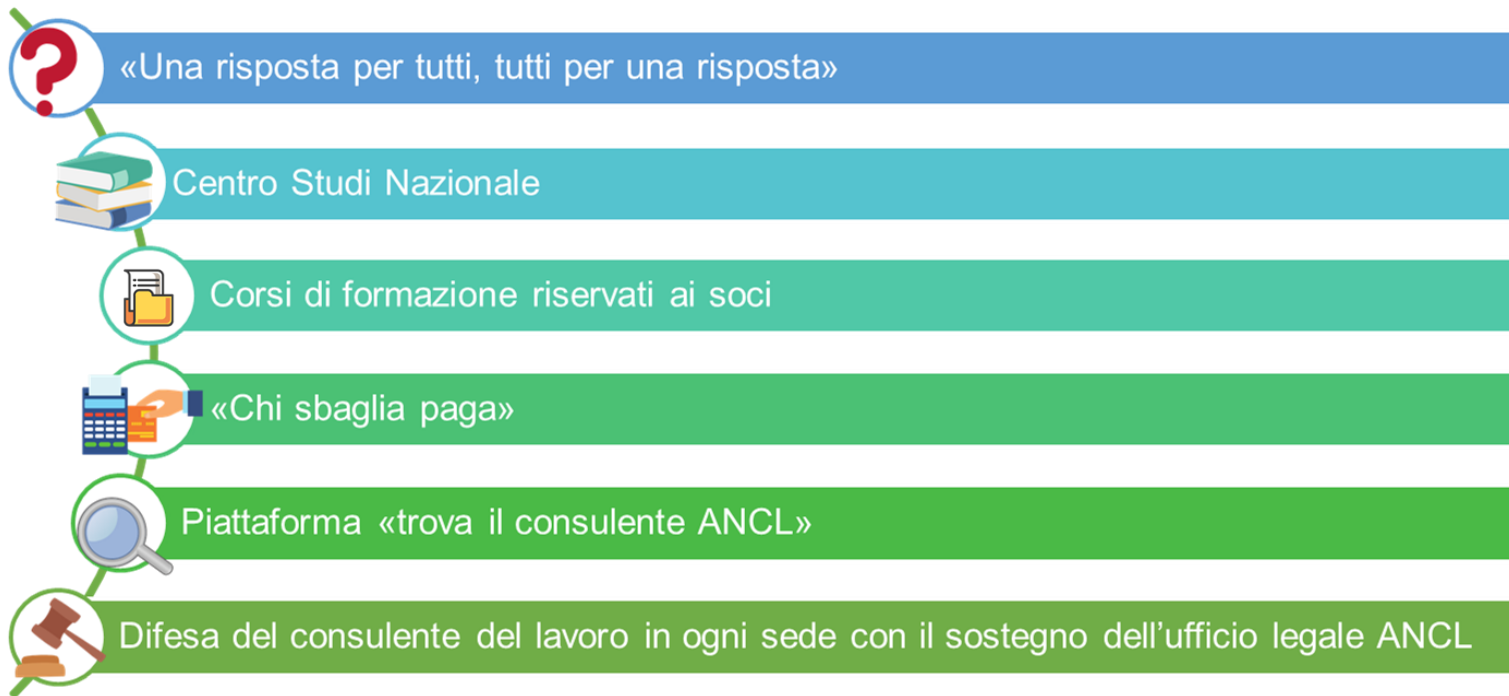 «Una risposta per tutti, tutti per una risposta»
Centro Studi Nazionale
Corsi di formazione riservati ai soci
«Chi sbaglia paga»
Piattaforma «trova il consulente ANCL»
Difesa del consulente del lavoro in ogni sede con il sostegno dell’ufficio legale ANCL